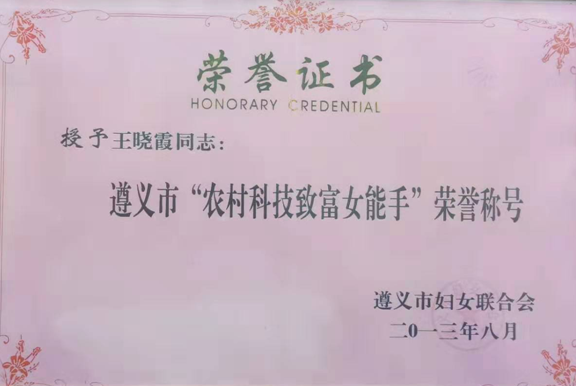 荣誉证书
HONORARY CREDENTIAL
授予王晓霞同志：
遵义市“农村科技致富女能手”荣誉称号
遵义市妇女联合会
二0一三年八月